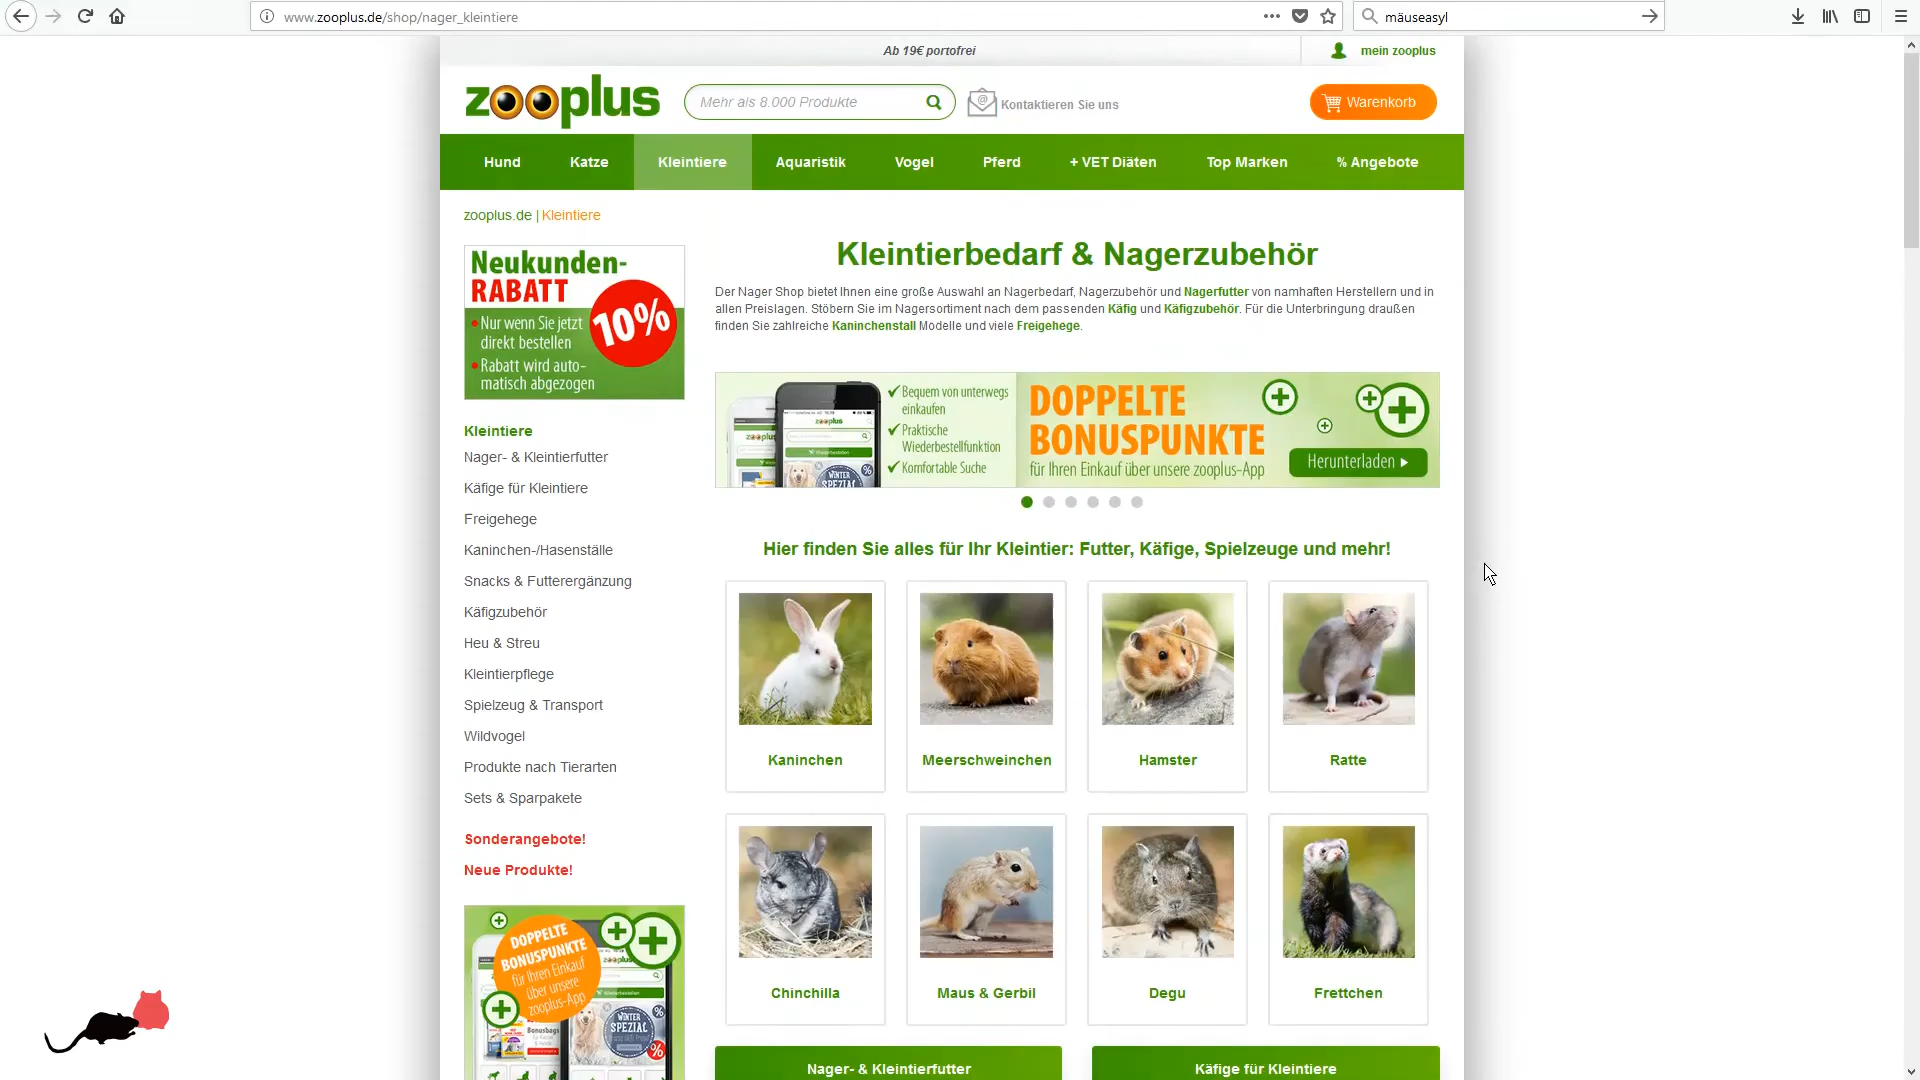 www.zooplus.de/shop/nager_kleintiere
mäuseasyl
Ab 19€ portofrei
mein zooplus
zooplus
Mehr als 8.000 Produkte
Kontaktieren Sie uns
Warenkorb
Hund Katze Kleintiere Aquaristik Vogel Pferd + VET Diäten Top Marken % Angebote
zooplus.de | Kleintiere
Neukunden-
RABATT
10%
• Nur wenn Sie jetzt
direkt bestellen
• Rabatt wird auto-
matisch abgezogen
Kleintiere
Nager- & Kleintierfutter
Käfige für Kleintiere
Freigehege
Kaninchen-/Hasenställe
Snacks & Futterergänzung
Käfigzubehör
Heu & Streu
Kleintierpflege
Spielzeug & Transport
Wildvogel
Produkte nach Tierarten
Sets & Sparpakete
Sonderangebote!
Neue Produkte!
DOPPELTE
BONUSPUNKTE
für Ihren Einkauf
über unsere
zooplus-App
WINTER
SPEZIAL
Kleintierbedarf & Nagerzubehör
Der Nager Shop bietet Ihnen eine große Auswahl an Nagerbedarf, Nagerzubehör und Nagerfutter von namhaften Herstellern und in
allen Preislagen. Stöbern Sie im Nagersortiment nach dem passenden Käfig und Käfigzubehör. Für die Unterbringung draußen
finden Sie zahlreiche Kaninchenstall Modelle und viele Freigehege.
zooplus
WINTER
SPEZIAL
Bequem von unterwegs
einkaufen
Praktische
Wiederbestellfunktion
Komfortable Suche
DOPPELTE
BONUSPUNKTE
für Ihren Einkauf über unsere zooplus-App
Herunterladen
Hier finden Sie alles für Ihr Kleintier: Futter, Käfige, Spielzeuge und mehr!
Kaninchen Meerschweinchen Hamster Ratte
Chinchilla Maus & Gerbil Degu Frettchen
Nager- & Kleintierfutter Käfige für Kleintiere